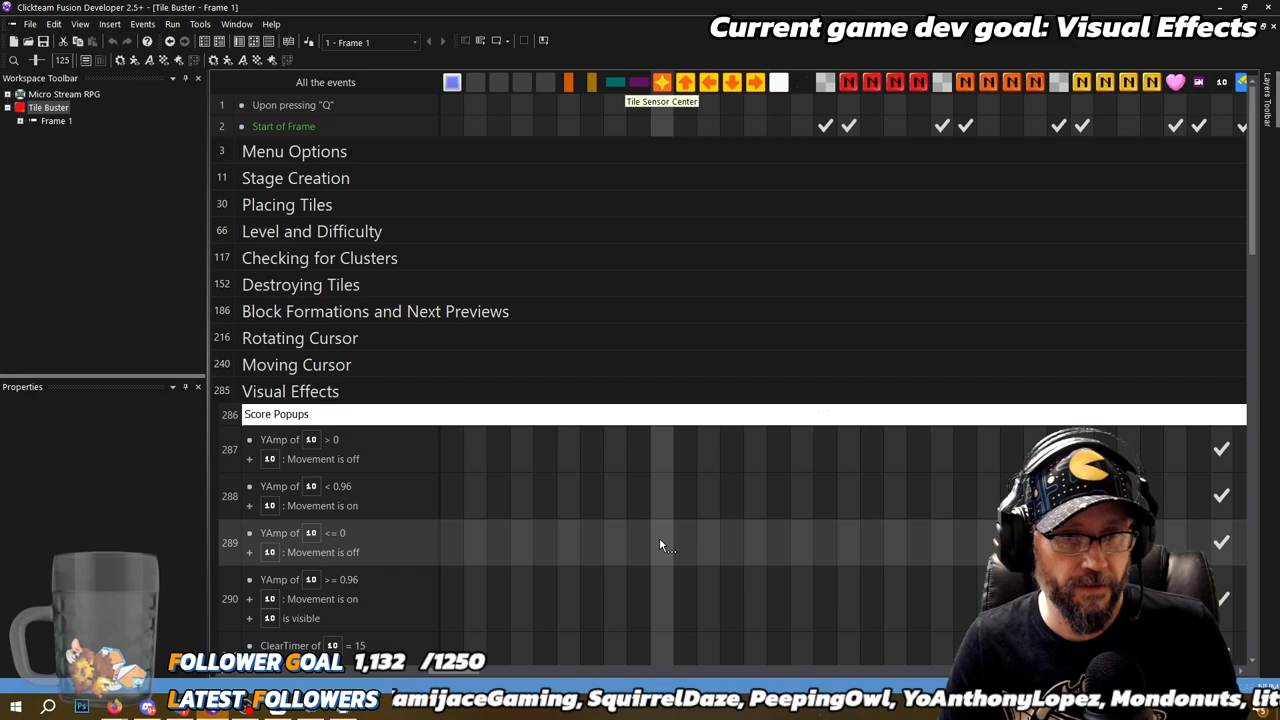 Clickteam Fusion Developer 2.5+ - [Tile Buster - Frame 1]
Current game dev goal: Visual Effects
File Edit View Insert Events Run Tools Window Help
1 - Frame 1
123
Workspace Toolbar
Micro Stream RPG
Tile Buster
Frame 1
Properties
Layers Toolbar
All the events
N N N N N N N N N N N N 10
Tile Sensor Center
1 Upon pressing "Q"
2 Start of Frame
3 Menu Options
11 Stage Creation
30 Placing Tiles
66 Level and Difficulty
117 Checking for Clusters
152 Destroying Tiles
186 Block Formations and Next Previews
216 Rotating Cursor
240 Moving Cursor
285 Visual Effects
286 Score Popups
287 YAmp of 10 > 0
+ 10 : Movement is off
288 YAmp of 10 < 0.96
+ 10 : Movement is on
289 YAmp of 10 <= 0
+ 10 : Movement is off
290 YAmp of 10 >= 0.96
+ 10 : Movement is on
+ 10 is visible
ClearTimer of 10 = 15
Follower Goal 1,132 /1250
Latest Followers amijaceGaming, SquirrelDaze, PeepingOwl, YoAnthonyLopez, Mondonuts, lit